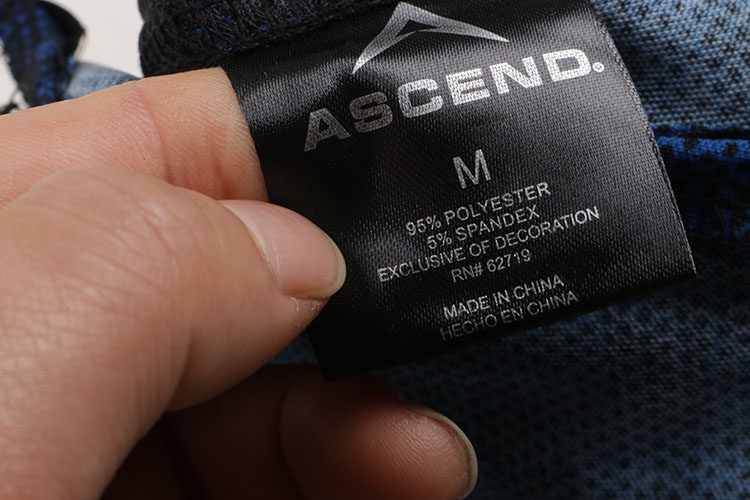 ASCEND®
M
95% POLYESTER
5% SPANDEX
EXCLUSIVE OF DECORATION
RN# 62719
MADE IN CHINA
HECHO EN CHINA